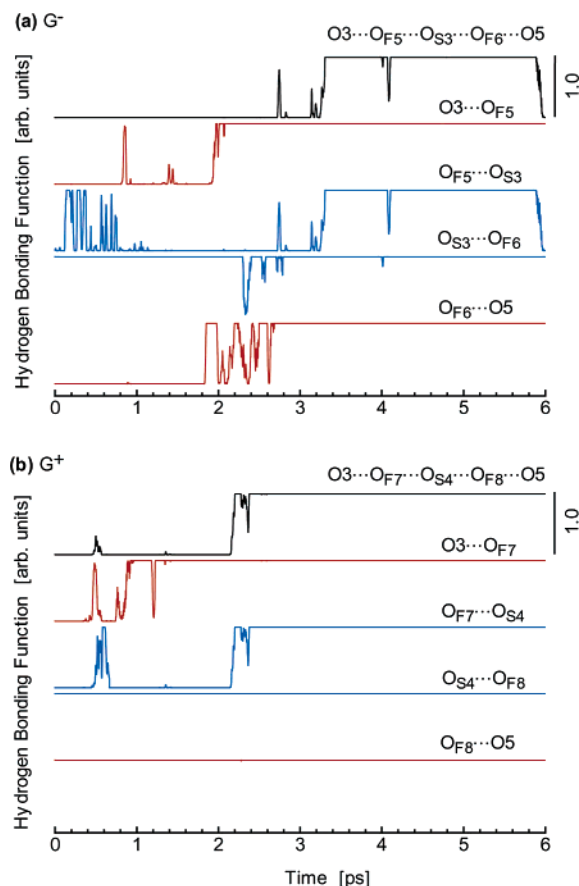 (a) G⁻
O3···O_F5···O_S3···O_F6···O5
1.0
O3···O_F5
O_F5···O_S3
O_S3···O_F6
O_F6···O5
Hydrogen Bonding Function [arb. units]
0 1 2 3 4 5 6
(b) G⁺
O3···O_F7···O_S4···O_F8···O5
1.0
O3···O_F7
O_F7···O_S4
O_S4···O_F8
O_F8···O5
Hydrogen Bonding Function [arb. units]
0 1 2 3 4 5 6
Time [ps]